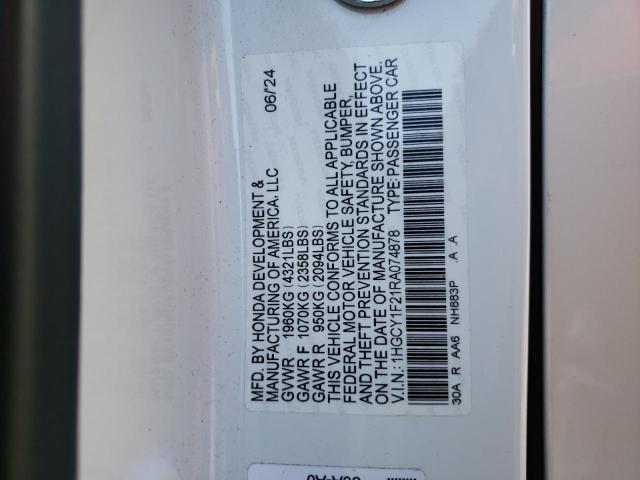 MFD. BY HONDA DEVELOPMENT & 06/24
MANUFACTURING OF AMERICA, LLC
GVWR 1960KG (4321LBS)
GAWR F 1070KG (2358LBS)
GAWR R 950KG (2094LBS)
THIS VEHICLE CONFORMS TO ALL APPLICABLE
FEDERAL MOTOR VEHICLE SAFETY, BUMPER,
AND THEFT PREVENTION STANDARDS IN EFFECT
ON THE DATE OF MANUFACTURE SHOWN ABOVE.
V.I.N.: 1HGCY1F21RA074878 TYPE: PASSENGER CAR
30A R AA6 NH883P A A